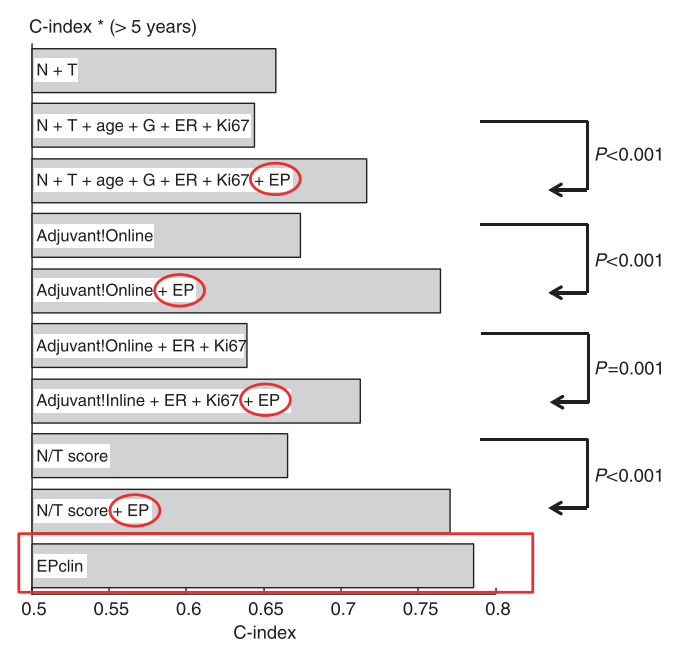 C-index * (> 5 years)
N + T
N + T + age + G + ER + Ki67
P<0.001
N + T + age + G + ER + Ki67 + EP
Adjuvant!Online
P<0.001
Adjuvant!Online + EP
Adjuvant!Online + ER + Ki67
P=0.001
Adjuvant!Inline + ER + Ki67 + EP
N/T score
P<0.001
N/T score + EP
EPclin
0.5 0.55 0.6 0.65 0.7 0.75 0.8
C-index